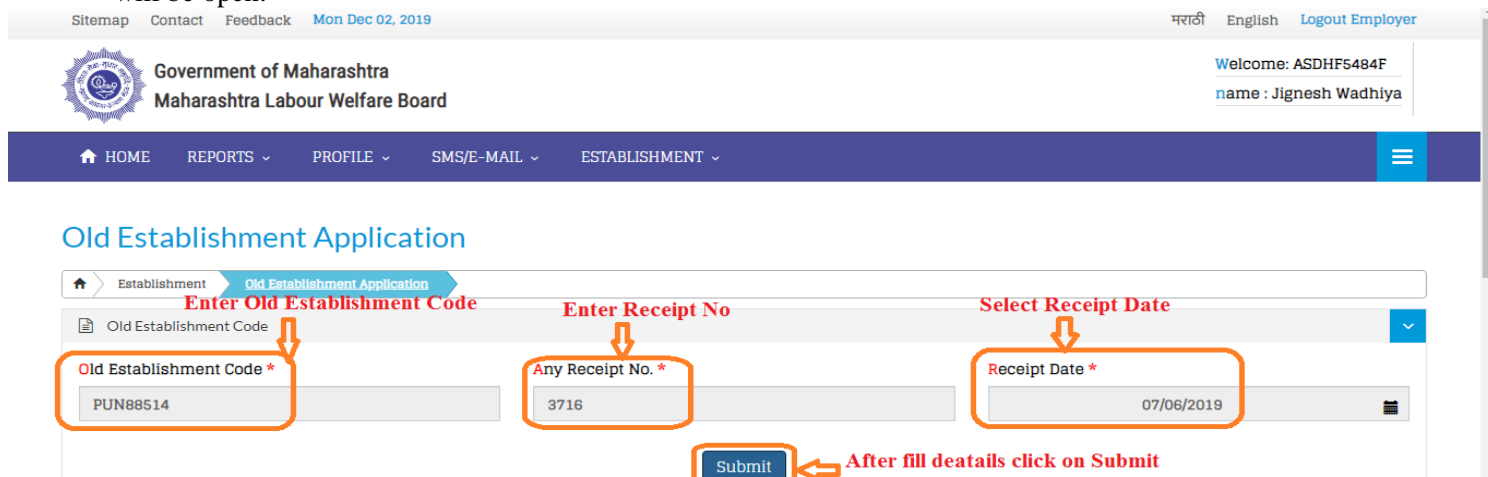 will be open.
Sitemap Contact Feedback Mon Dec 02, 2019 मराठी English Logout Employer
Government of Maharashtra
Maharashtra Labour Welfare Board
Welcome: ASDHF5484F
name : Jignesh Wadhiya
HOME REPORTS PROFILE SMS/E-MAIL ESTABLISHMENT
Old Establishment Application
Establishment Old Establishment Application
Enter Old Establishment Code Enter Receipt No Select Receipt Date
Old Establishment Code
Old Establishment Code * Any Receipt No. * Receipt Date *
PUN88514 3716 07/06/2019
Submit After fill deatails click on Submit